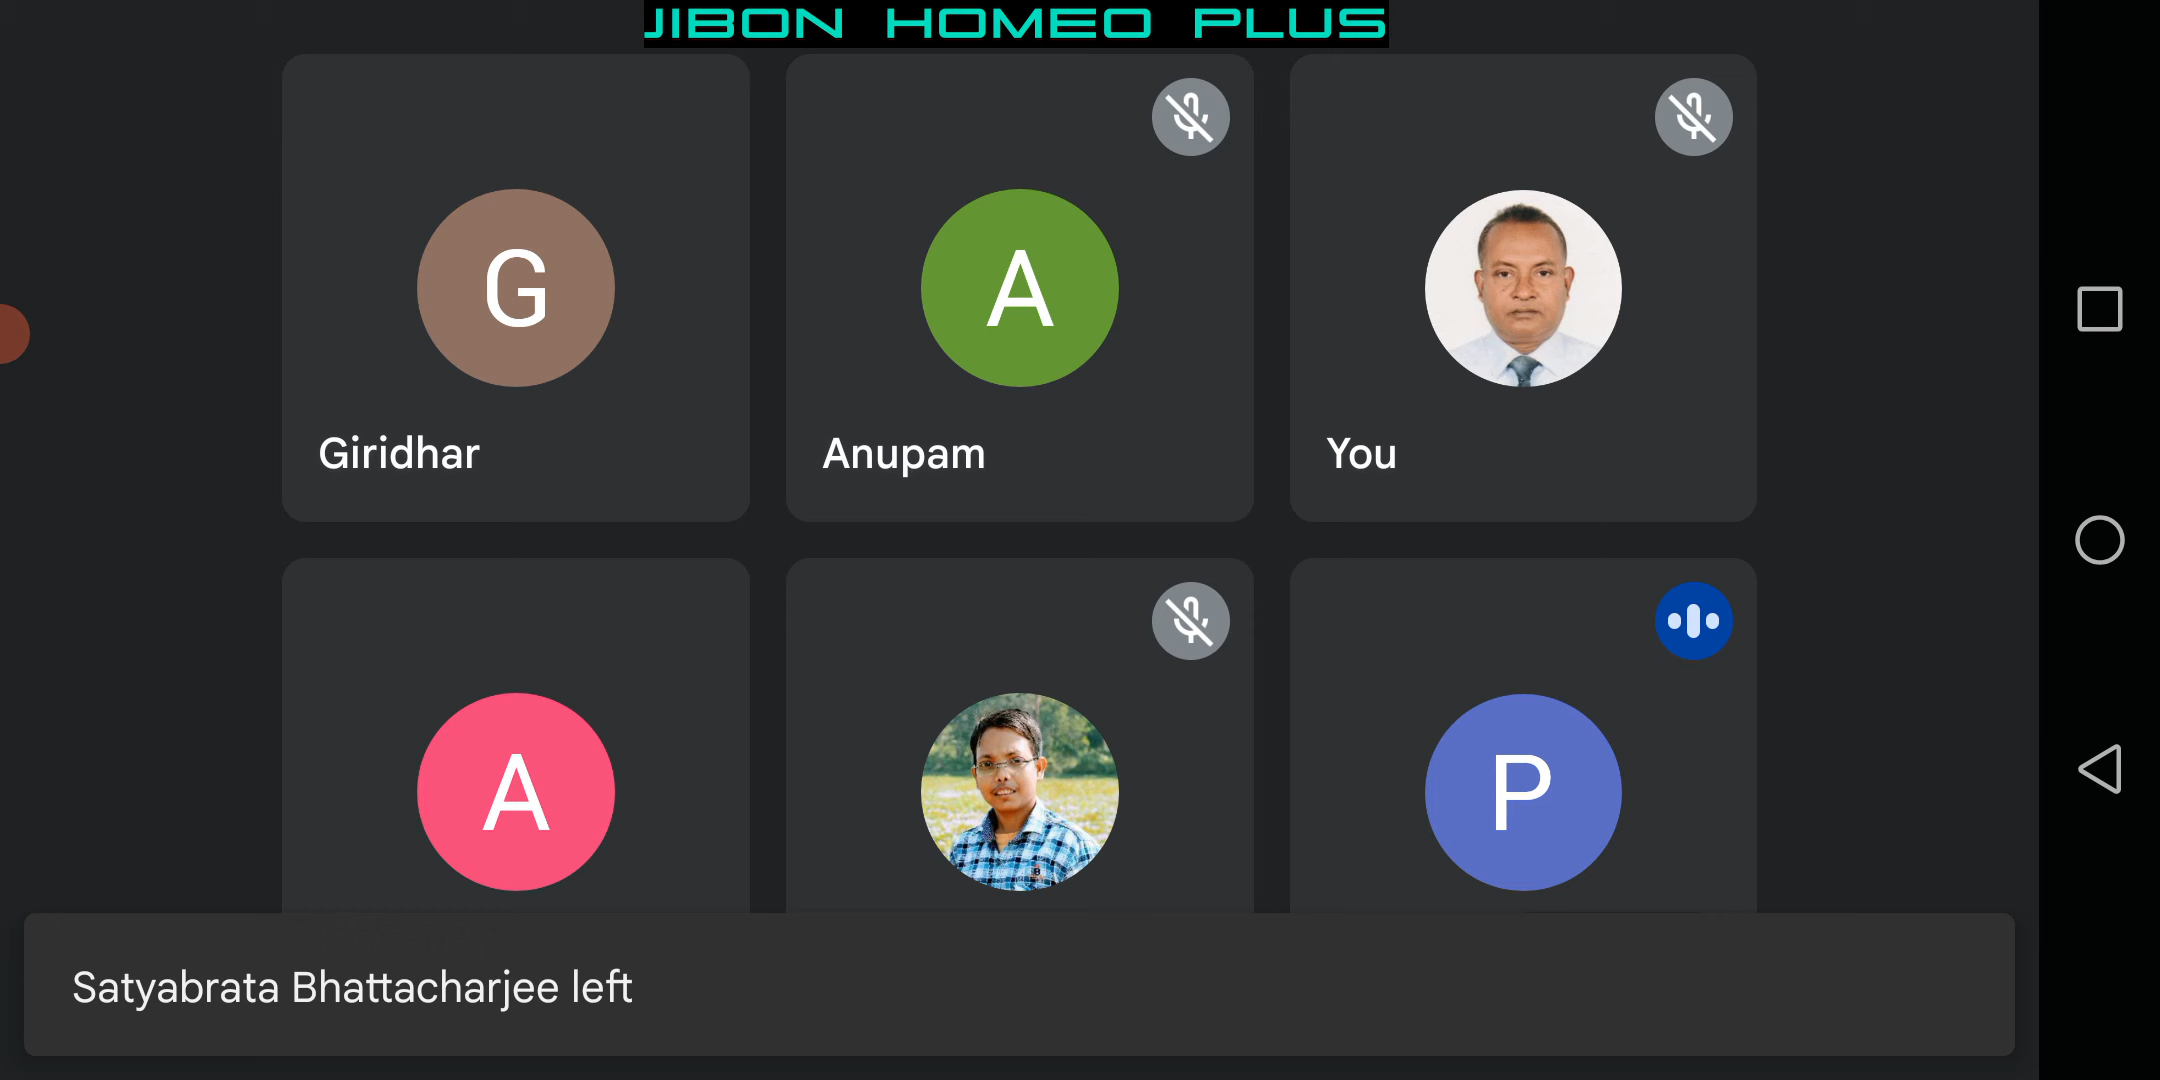 JIBON HOMEO PLUS
G
A
Giridhar
Anupam
You
A
P
Satyabrata Bhattacharjee left